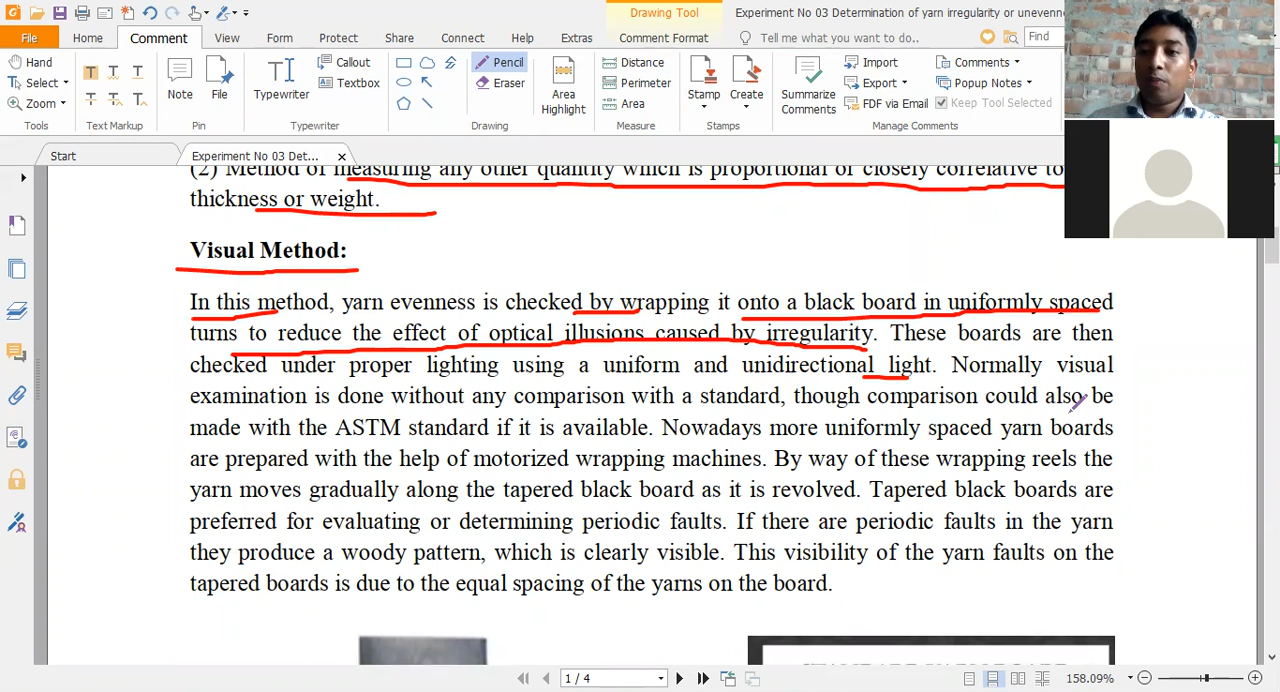 Drawing Tool
Experiment No 03 Determination of yarn irregularity or unevenne
File Home Comment View Form Protect Share Connect Help Extras Comment Format Tell me what you want to do.. Find
Hand
Select
Zoom
Tools
Text Markup
Note
File
Pin
Typewriter
Callout
Textbox
Typewriter
Pencil
Eraser
Drawing
Area
Highlight
Distance
Perimeter
Area
Measure
Stamp
Create
Stamps
Summarize
Comments
Import
Export
FDF via Email
Comments
Popup Notes
Keep Tool Selected
Manage Comments
Start
Experiment No 03 Det...
(2) Method of measuring any other quantity which is proportional or closely correlative to
thickness or weight.
Visual Method:
In this method, yarn evenness is checked by wrapping it onto a black board in uniformly spaced
turns to reduce the effect of optical illusions caused by irregularity. These boards are then
checked under proper lighting using a uniform and unidirectional light. Normally visual
examination is done without any comparison with a standard, though comparison could also be
made with the ASTM standard if it is available. Nowadays more uniformly spaced yarn boards
are prepared with the help of motorized wrapping machines. By way of these wrapping reels the
yarn moves gradually along the tapered black board as it is revolved. Tapered black boards are
preferred for evaluating or determining periodic faults. If there are periodic faults in the yarn
they produce a woody pattern, which is clearly visible. This visibility of the yarn faults on the
tapered boards is due to the equal spacing of the yarns on the board.
1 / 4
158.09%